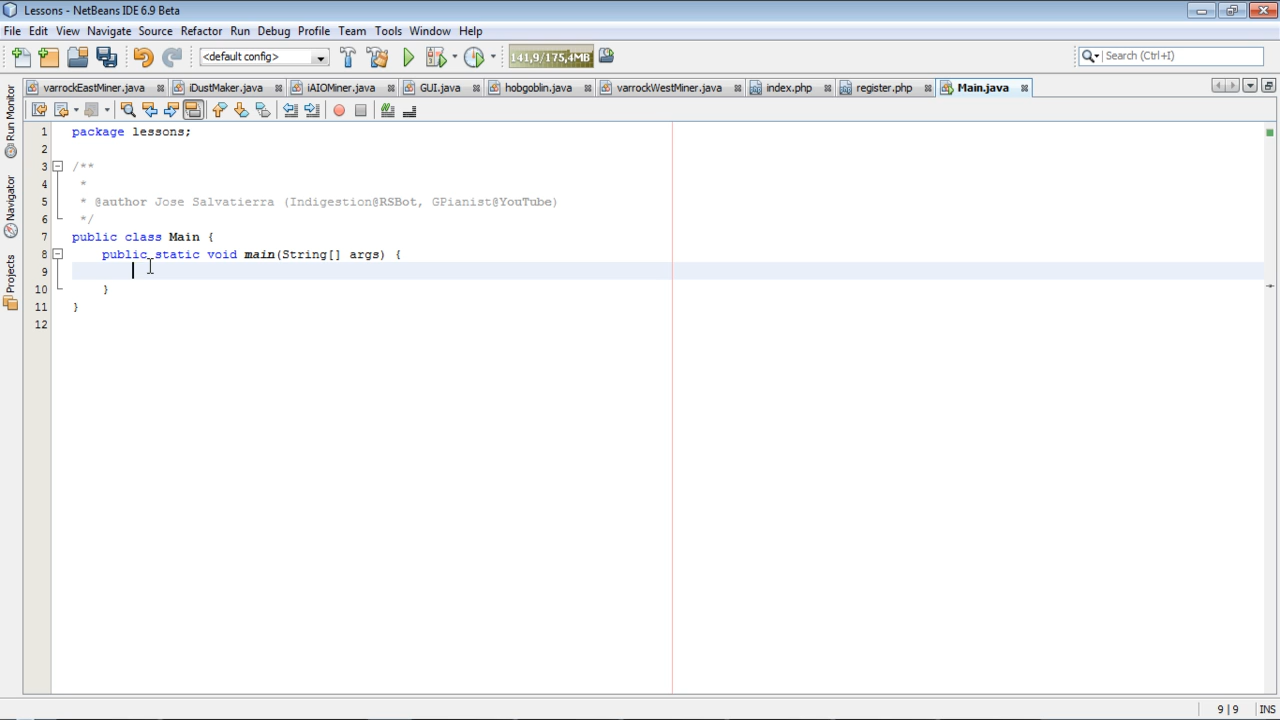 Lessons - NetBeans IDE 6.9 Beta
File Edit View Navigate Source Refactor Run Debug Profile Team Tools Window Help
<default config> 141,9/175,4MB Search (Ctrl+I)
varrockEastMiner.java iDustMaker.java iAIOMiner.java GUI.java hobgoblin.java varrockWestMiner.java index.php register.php Main.java
Run Monitor
Navigator
Projects
1 package lessons;
2
3 /**
4 *
5 * @author Jose Salvatierra (Indigestion@RSBot, GPianist@YouTube)
6 */
7 public class Main {
8 public static void main(String[] args) {
9
10 }
11 }
12
9 | 9 INS